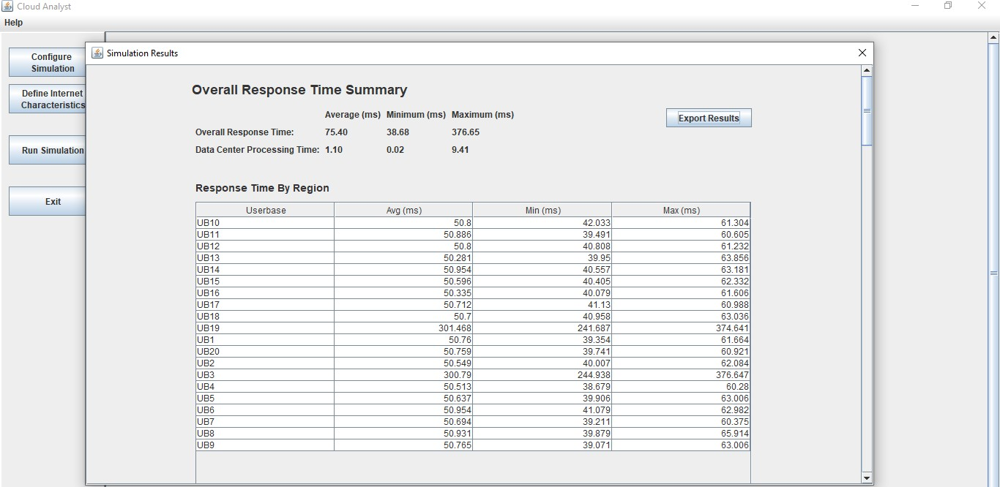 Cloud Analyst
Help
Configure
Simulation
Define Internet
Characteristics
Run Simulation
Exit
Simulation Results
Overall Response Time Summary
Average (ms) Minimum (ms) Maximum (ms)
Export Results
Overall Response Time: 75.40 38.68 376.65
Data Center Processing Time: 1.10 0.02 9.41
Response Time By Region
Userbase Avg (ms) Min (ms) Max (ms)
UB10 50.8 42.033 61.304
UB11 50.886 39.491 60.605
UB12 50.8 40.808 61.232
UB13 50.281 39.95 63.856
UB14 50.954 40.557 63.181
UB15 50.596 40.405 62.332
UB16 50.335 40.079 61.606
UB17 50.712 41.13 60.988
UB18 50.7 40.958 63.036
UB19 301.468 241.687 374.641
UB1 50.76 39.354 61.664
UB20 50.759 39.741 60.921
UB2 50.549 40.007 62.084
UB3 300.79 244.938 376.647
UB4 50.513 38.679 60.28
UB5 50.637 39.906 63.006
UB6 50.954 41.079 62.982
UB7 50.694 39.211 60.375
UB8 50.931 39.879 65.914
UB9 50.765 39.071 63.006